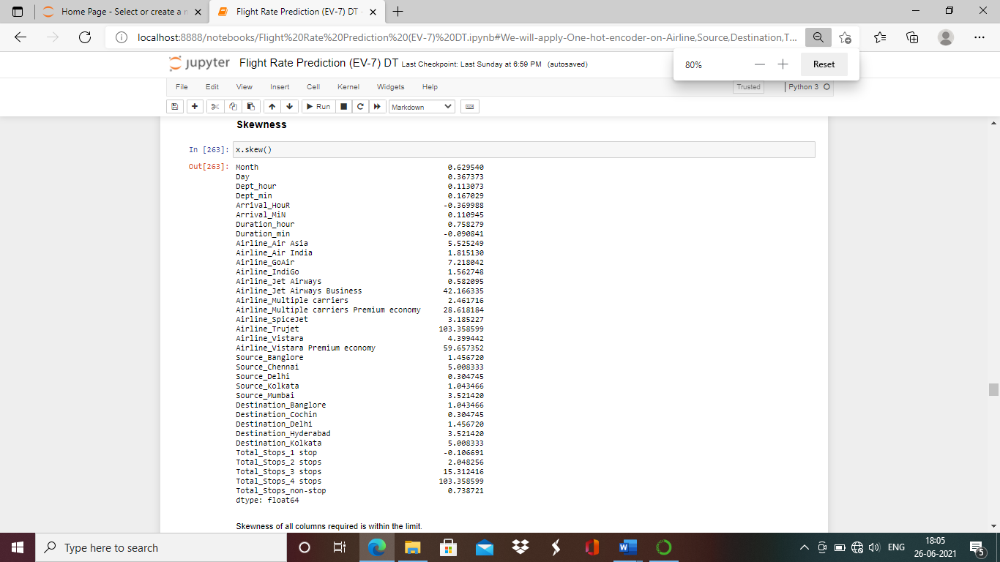 Home Page - Select or create a n
Flight Rate Prediction (EV-7) DT -
localhost:8888/notebooks/Flight%20Rate%20Prediction%20(EV-7)%20DT.ipynb#We-will-apply-One-hot-encoder-on-Airline,Source,Destination,T...
80%
Reset
jupyter Flight Rate Prediction (EV-7) DT Last Checkpoint: Last Sunday at 6:59 PM (autosaved)
File Edit View Insert Cell Kernel Widgets Help
Trusted
Python 3
Run
Markdown
Skewness
In [263]: x.skew()
Out[263]: Month 0.629540
Day 0.367373
Dept_hour 0.113073
Dept_min 0.167029
Arrival_HouR -0.369988
Arrival_MiN 0.110945
Duration_hour 0.758279
Duration_min -0.090841
Airline_Air Asia 5.525249
Airline_Air India 1.815130
Airline_GoAir 7.218042
Airline_IndiGo 1.562748
Airline_Jet Airways 0.582095
Airline_Jet Airways Business 42.166335
Airline_Multiple carriers 2.461716
Airline_Multiple carriers Premium economy 28.618184
Airline_SpiceJet 3.185227
Airline_Trujet 103.358599
Airline_Vistara 4.399442
Airline_Vistara Premium economy 59.657352
Source_Banglore 1.456720
Source_Chennai 5.008333
Source_Delhi 0.304745
Source_Kolkata 1.043466
Source_Mumbai 3.521420
Destination_Banglore 1.043466
Destination_Cochin 0.304745
Destination_Delhi 1.456720
Destination_Hyderabad 3.521420
Destination_Kolkata 5.008333
Total_Stops_1 stop -0.106691
Total_Stops_2 stops 2.048256
Total_Stops_3 stops 15.312416
Total_Stops_4 stops 103.358599
Total_Stops_non-stop 0.738721
dtype: float64
Skewness of all columns required is within the limit.
Type here to search
ENG
18:05
26-06-2021
5